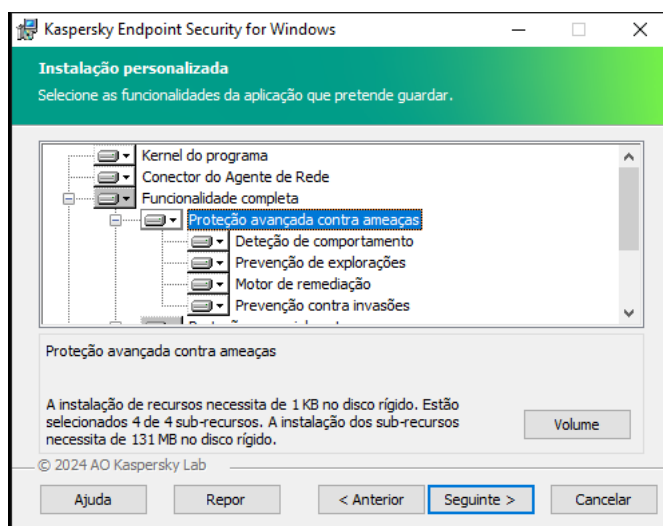 Kaspersky Endpoint Security for Windows
Instalação personalizada
Selecione as funcionalidades da aplicação que pretende guardar.
Kernel do programa
Conector do Agente de Rede
Funcionalidade completa
Proteção avançada contra ameaças
Deteção de comportamento
Prevenção de explorações
Motor de remediação
Prevenção contra invasões
Proteção avançada contra ameaças
A instalação de recursos necessita de 1 KB no disco rígido. Estão
selecionados 4 de 4 sub-recursos. A instalação dos sub-recursos
necessita de 131 MB no disco rígido.
Volume
© 2024 AO Kaspersky Lab
Ajuda
Repor
< Anterior
Seguinte >
Cancelar